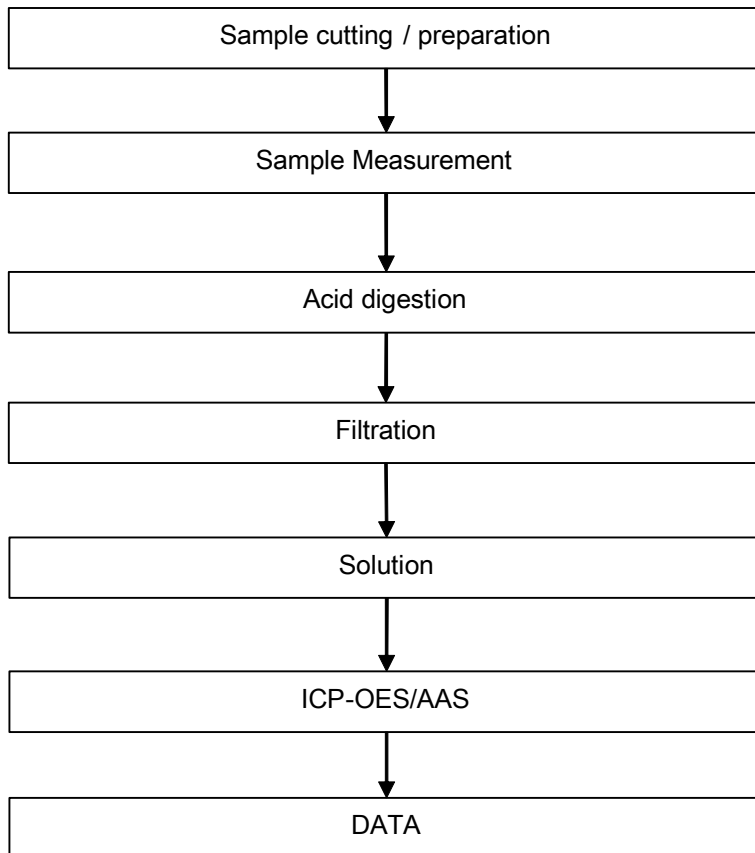 Sample cutting / preparation
Sample Measurement
Acid digestion
Filtration
Solution
ICP-OES/AAS
DATA